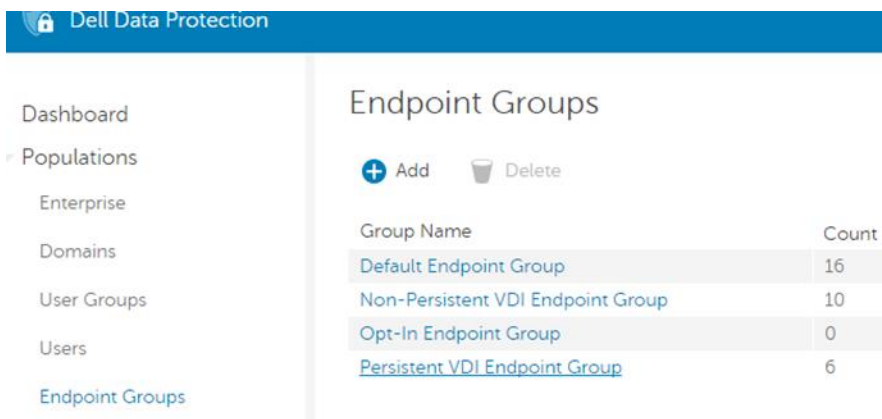 Dell Data Protection
Dashboard
Populations
Enterprise
Domains
User Groups
Users
Endpoint Groups
Endpoint Groups
Add Delete
Group Name Count
Default Endpoint Group 16
Non-Persistent VDI Endpoint Group 10
Opt-In Endpoint Group 0
Persistent VDI Endpoint Group 6